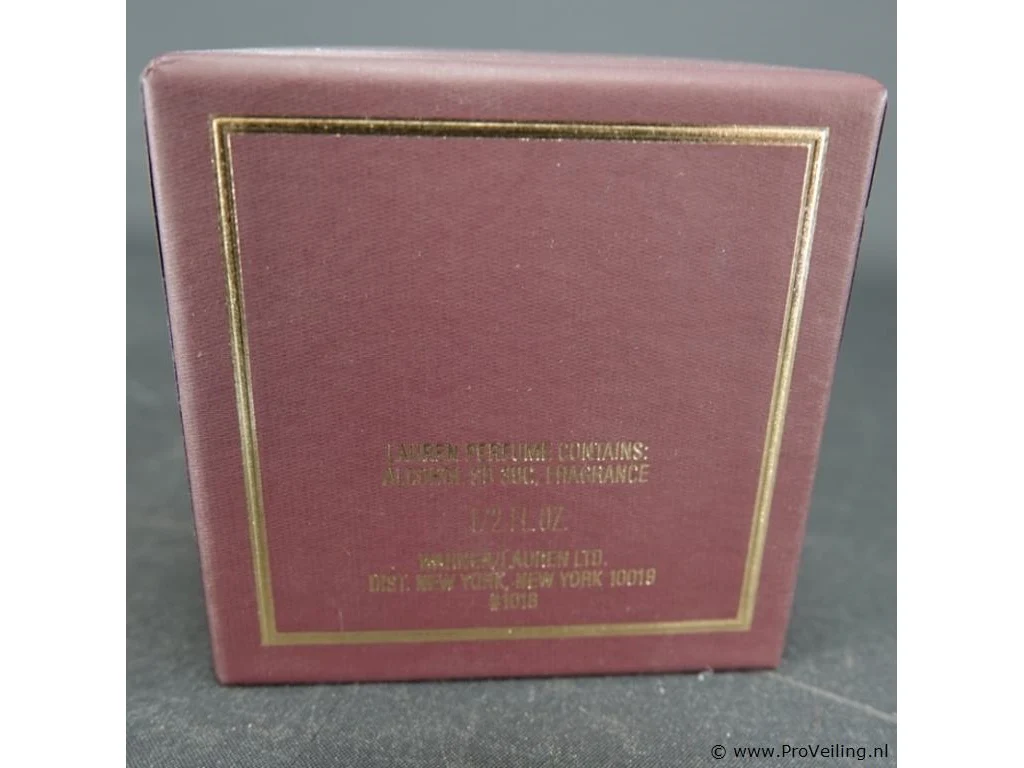 LAUREN PERFUME CONTAINS:
ALCOHOL SD 39C, FRAGRANCE
1/2 FL. OZ.
WARNER/LAUREN LTD.
DIST. NEW YORK, NEW YORK 10019
© www.ProVeiling.nl